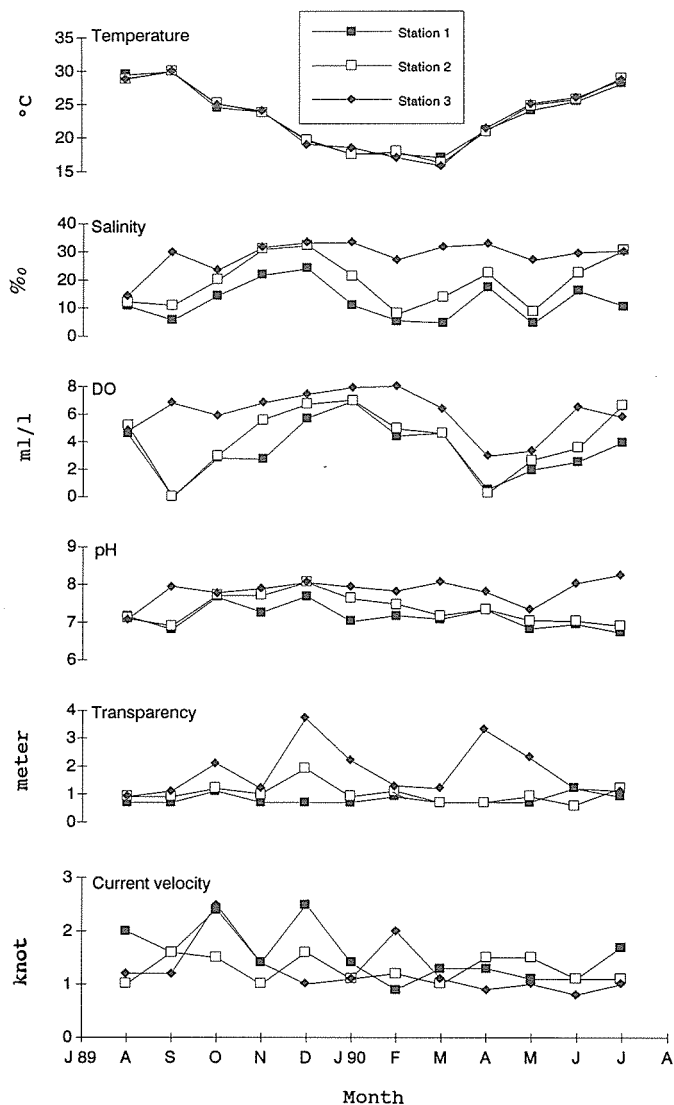 Temperature
Station 1
Station 2
Station 3
35
30
25
20
15
°C
Salinity
40
30
20
10
0
‰
DO
8
6
4
2
0
ml/l
pH
9
8
7
6
Transparency
4
3
2
1
0
meter
Current velocity
3
2
1
0
knot
J 89 A S O N D J 90 F M A M J J A
Month